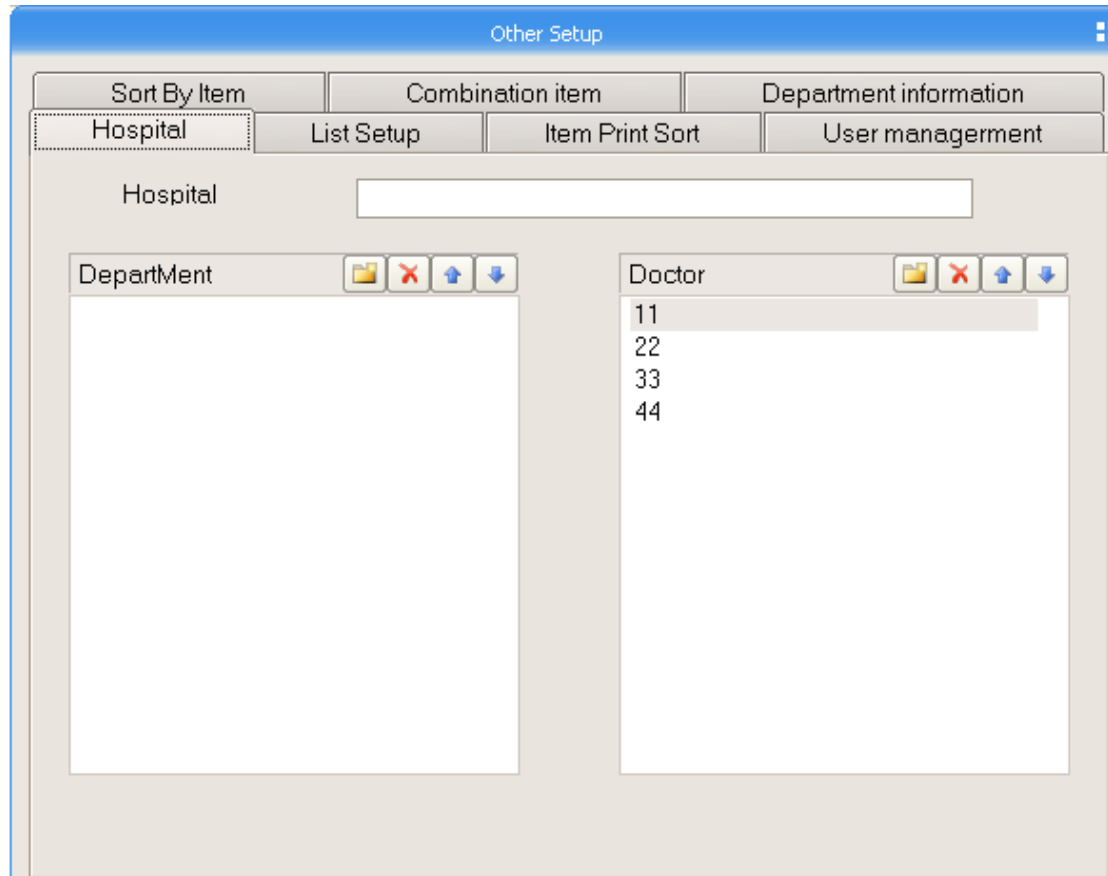 Other Setup
Sort By Item Combination item Department information
Hospital List Setup Item Print Sort User managerment
Hospital
DepartMent
Doctor
11
22
33
44